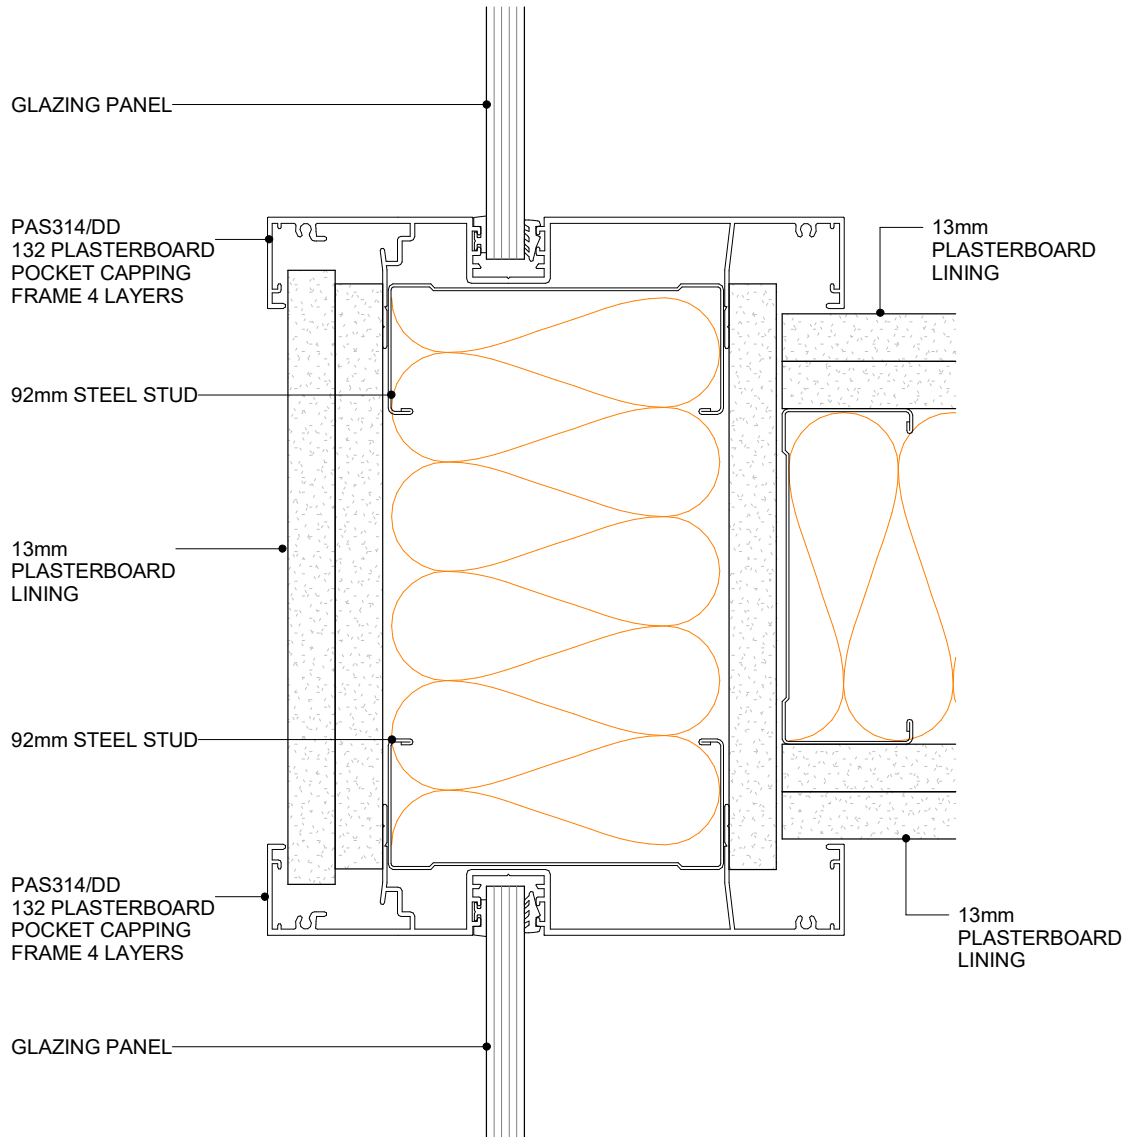 GLAZING PANEL
PAS314/DD
132 PLASTERBOARD
POCKET CAPPING
FRAME 4 LAYERS
13mm
PLASTERBOARD
LINING
92mm STEEL STUD
13mm
PLASTERBOARD
LINING
92mm STEEL STUD
PAS314/DD
132 PLASTERBOARD
POCKET CAPPING
FRAME 4 LAYERS
13mm
PLASTERBOARD
LINING
GLAZING PANEL